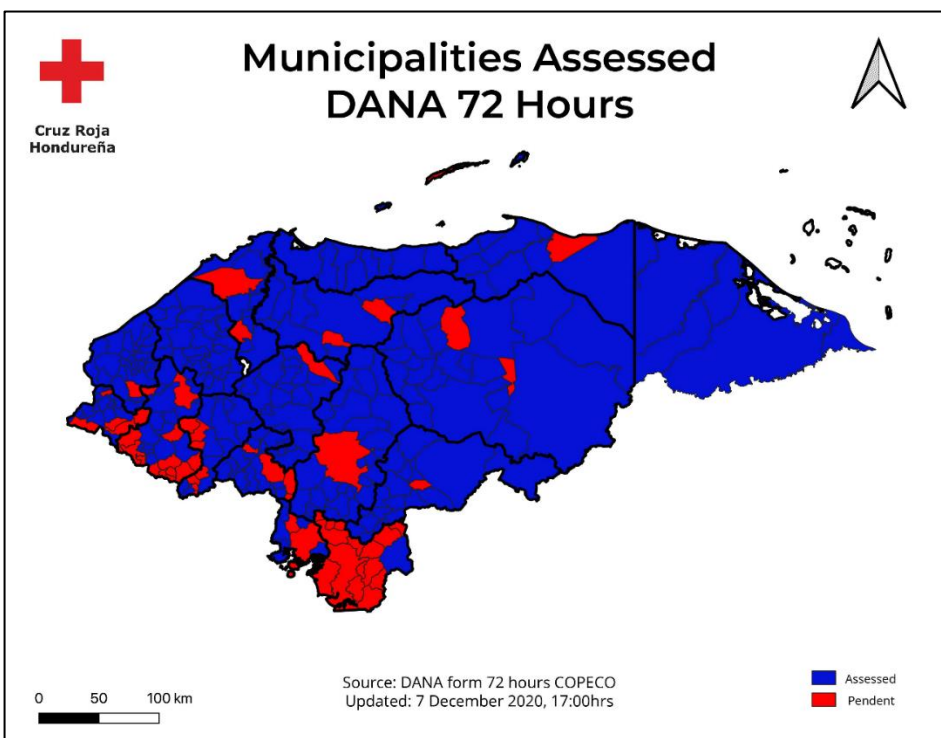 Municipalities Assessed
DANA 72 Hours
Cruz Roja
Hondureña
0 50 100 km
Source: DANA form 72 hours COPECO
Updated: 7 December 2020, 17:00hrs
Assessed
Pendent